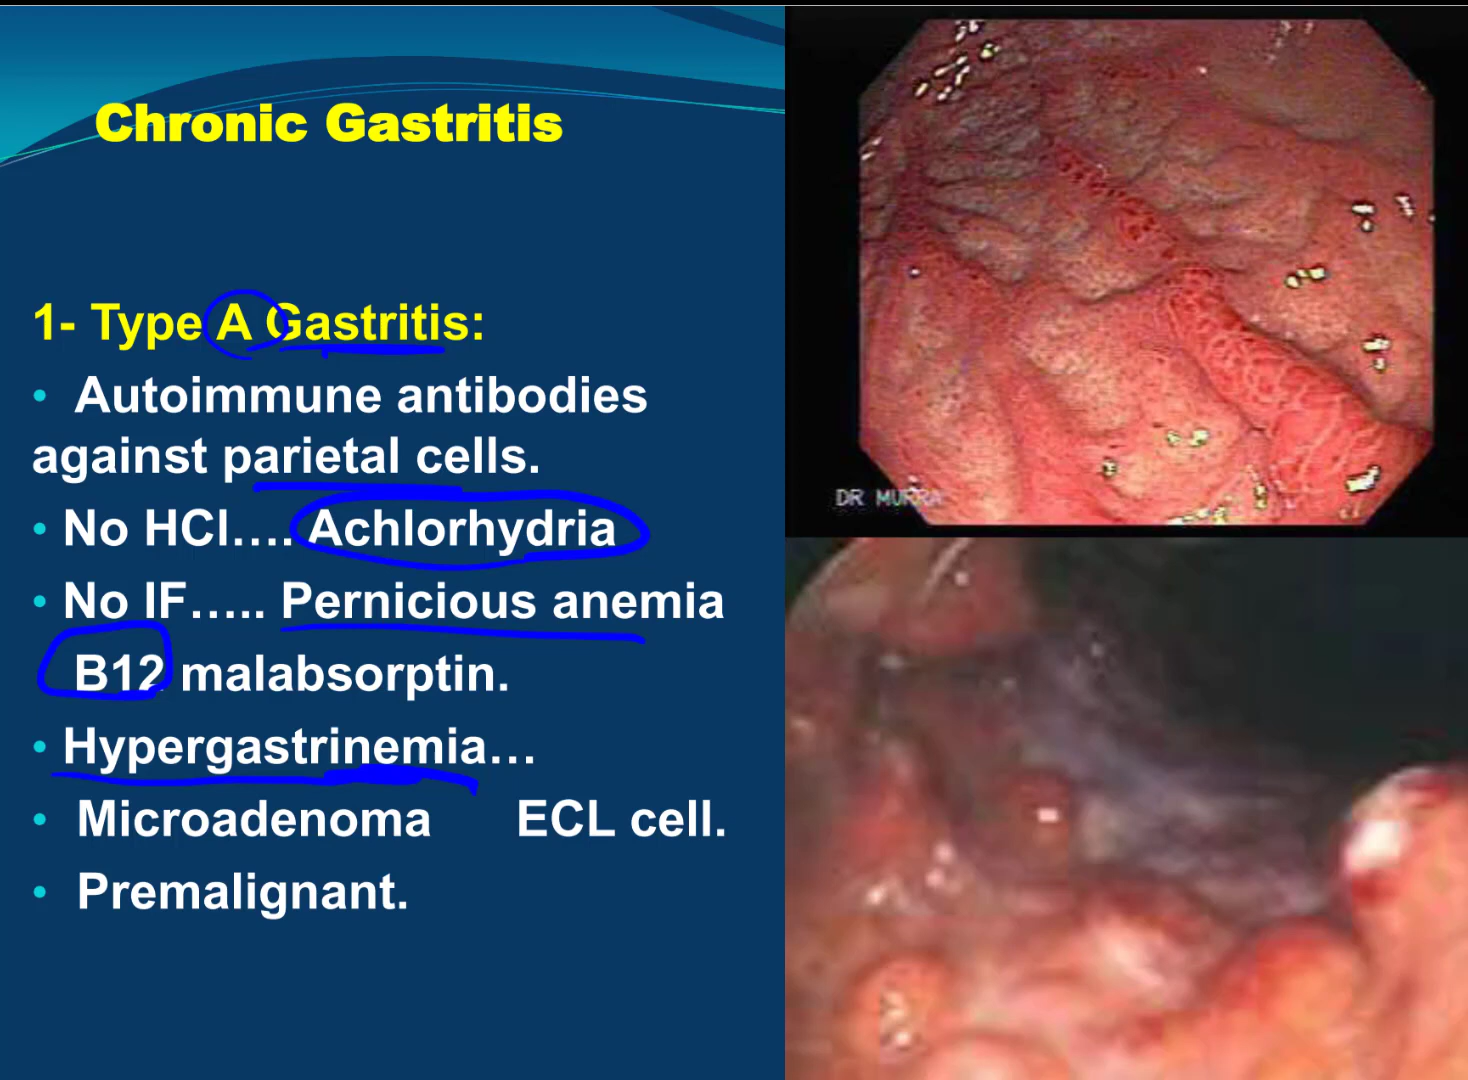 Chronic Gastritis
1- Type A Gastritis:
• Autoimmune antibodies
against parietal cells.
• No HCl…. Achlorhydria
• No IF….. Pernicious anemia
B12 malabsorptin.
• Hypergastrinemia…
• Microadenoma ECL cell.
• Premalignant.
DR MURRA